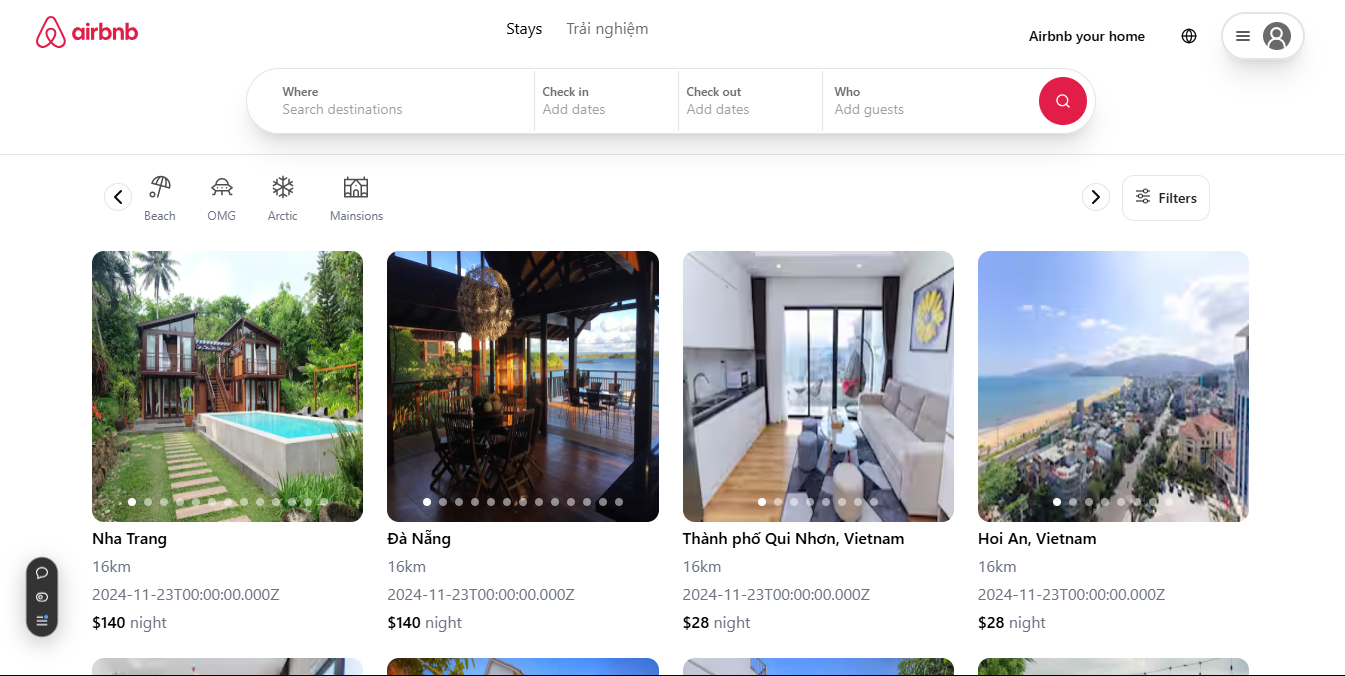 airbnb
Stays
Trải nghiệm
Airbnb your home
Where
Search destinations
Check in
Add dates
Check out
Add dates
Who
Add guests
Beach
OMG
Arctic
Mainsions
Filters
Nha Trang
16km
2024-11-23T00:00:00.000Z
$140 night
Đà Nẵng
16km
2024-11-23T00:00:00.000Z
$140 night
Thành phố Qui Nhơn, Vietnam
16km
2024-11-23T00:00:00.000Z
$28 night
Hoi An, Vietnam
16km
2024-11-23T00:00:00.000Z
$28 night